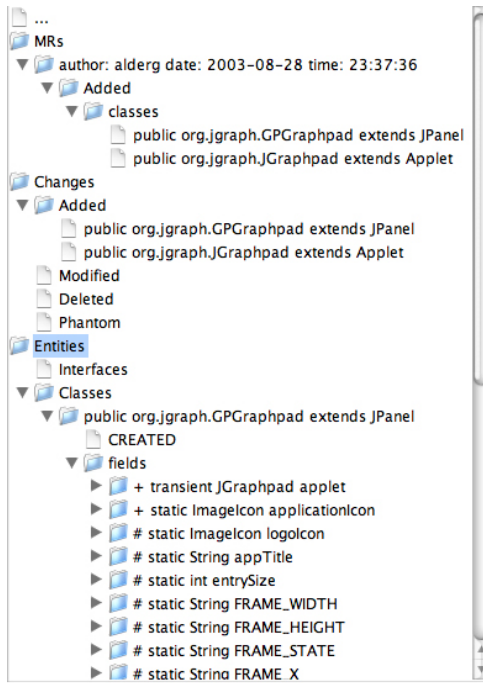 ...
MRs
author: alderg date: 2003-08-28 time: 23:37:36
Added
classes
public org.jgraph.GPGraphpad extends JPanel
public org.jgraph.JGraphpad extends Applet
Changes
Added
public org.jgraph.GPGraphpad extends JPanel
public org.jgraph.JGraphpad extends Applet
Modified
Deleted
Phantom
Entities
Interfaces
Classes
public org.jgraph.GPGraphpad extends JPanel
CREATED
fields
+ transient JGraphpad applet
+ static ImageIcon applicationIcon
# static ImageIcon logoIcon
# static String appTitle
# static int entrySize
# static String FRAME_WIDTH
# static String FRAME_HEIGHT
# static String FRAME_STATE
# static String FRAME_X